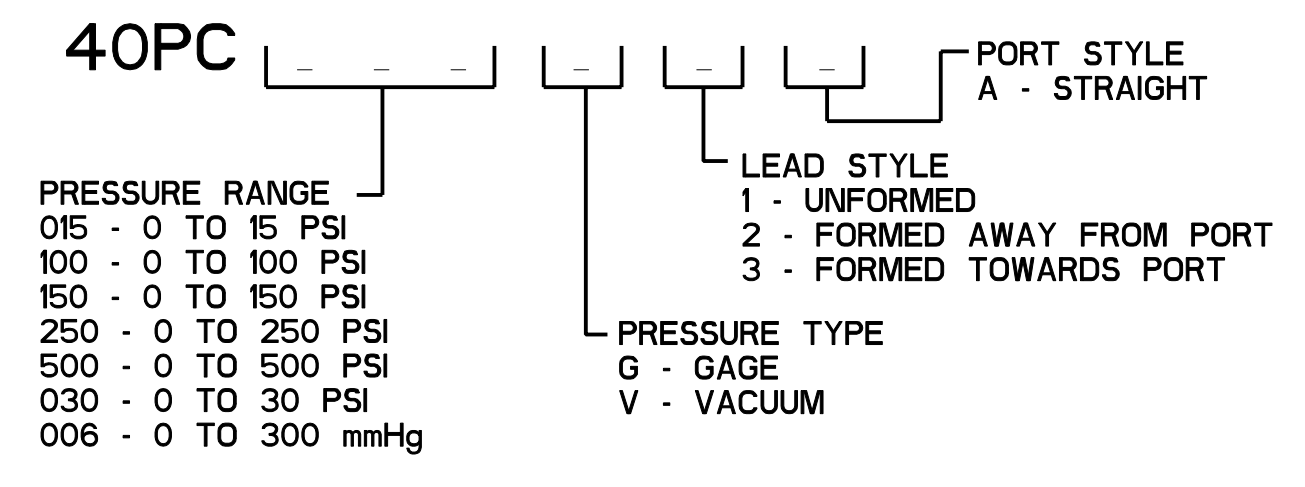 40PC _ _ _ _ _ _
PORT STYLE
A - STRAIGHT
LEAD STYLE
1 - UNFORMED
2 - FORMED AWAY FROM PORT
3 - FORMED TOWARDS PORT
PRESSURE RANGE
015 - 0 TO 15 PSI
100 - 0 TO 100 PSI
150 - 0 TO 150 PSI
250 - 0 TO 250 PSI
500 - 0 TO 500 PSI
030 - 0 TO 30 PSI
006 - 0 TO 300 mmHg
PRESSURE TYPE
G - GAGE
V - VACUUM